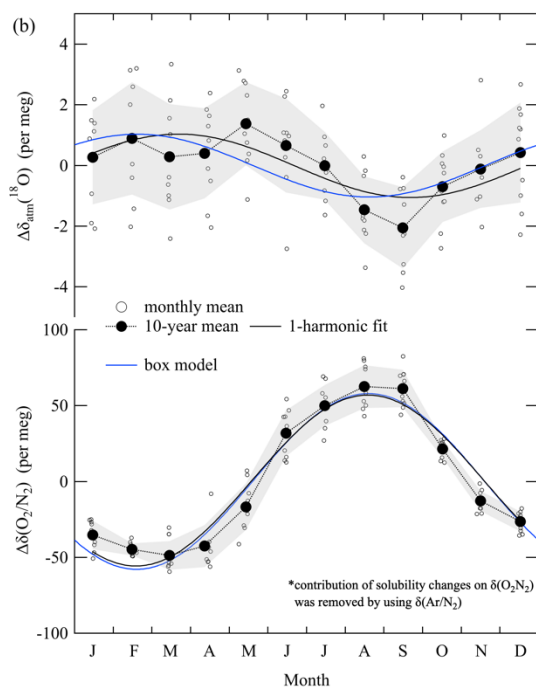 (b)
4
2
0
-2
-4
Δδatm(¹⁸O) (per meg)
monthly mean
10-year mean
1-harmonic fit
box model
100
50
0
-50
-100
Δδ(O₂/N₂) (per meg)
*contribution of solubility changes on δ(O₂N₂)
was removed by using δ(Ar/N₂)
J F M A M J J A S O N D
Month